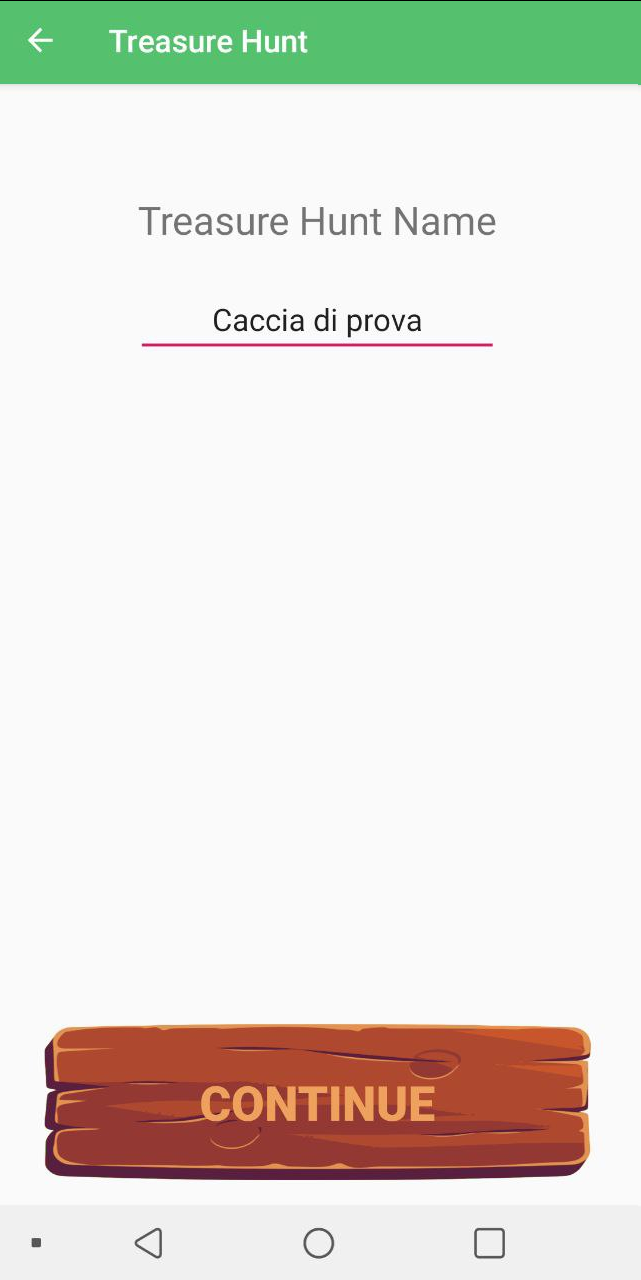 Treasure Hunt
Treasure Hunt Name
Caccia di prova
CONTINUE